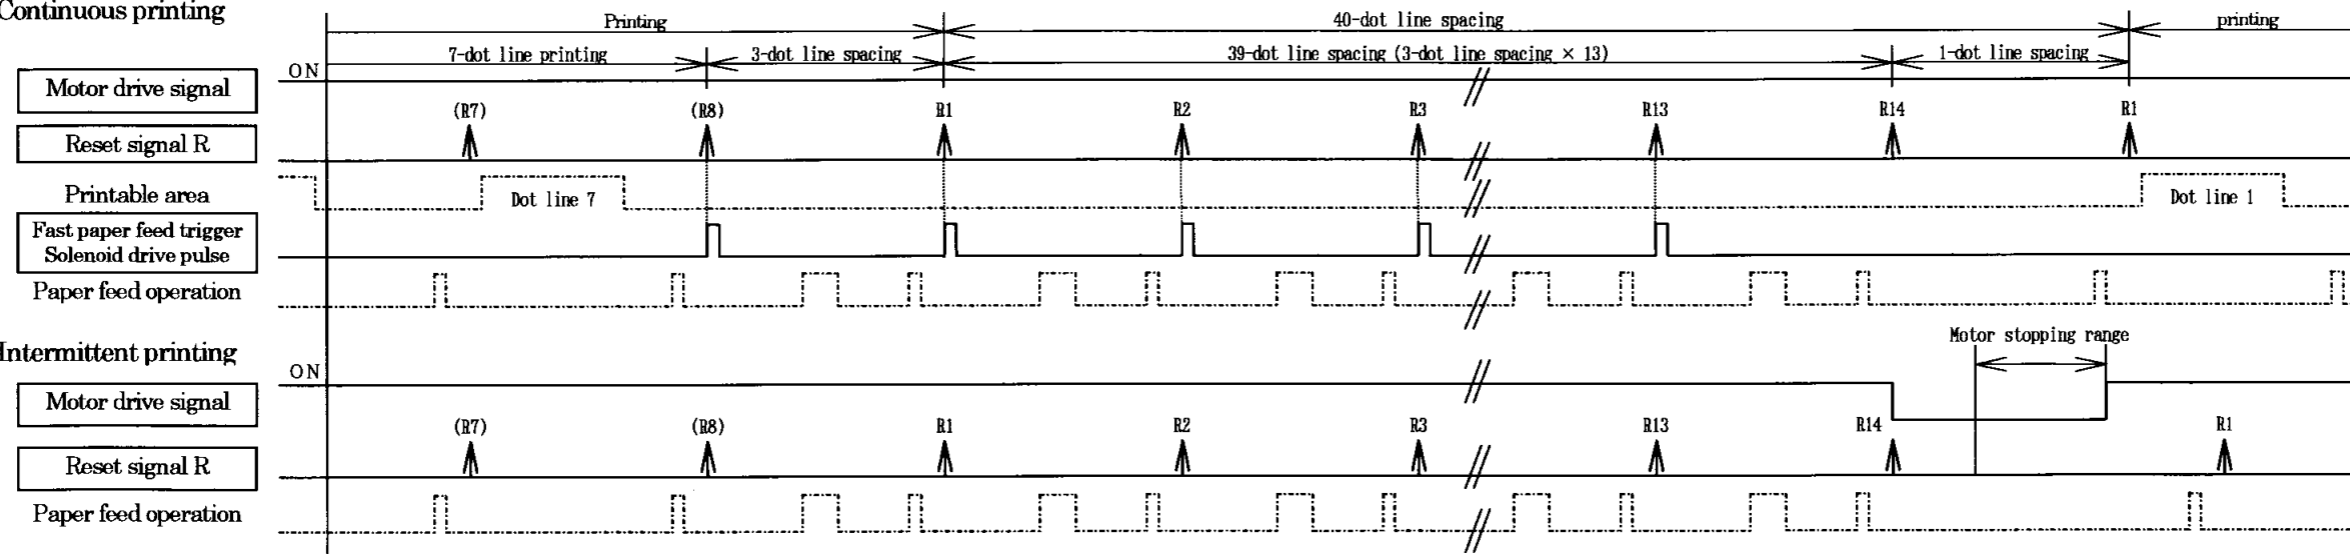 Continuous printing
Printing
40-dot line spacing
printing
7-dot line printing
3-dot line spacing
39-dot line spacing (3-dot line spacing × 13)
1-dot line spacing
ON
Motor drive signal
(R7)
(R8)
R1
R2
R3
R13
R14
R1
Reset signal R
Printable area
Dot line 7
Dot line 1
Fast paper feed trigger
Solenoid drive pulse
Paper feed operation
Motor stopping range
Intermittent printing
ON
Motor drive signal
(R7)
(R8)
R1
R2
R3
R13
R14
R1
Reset signal R
Paper feed operation